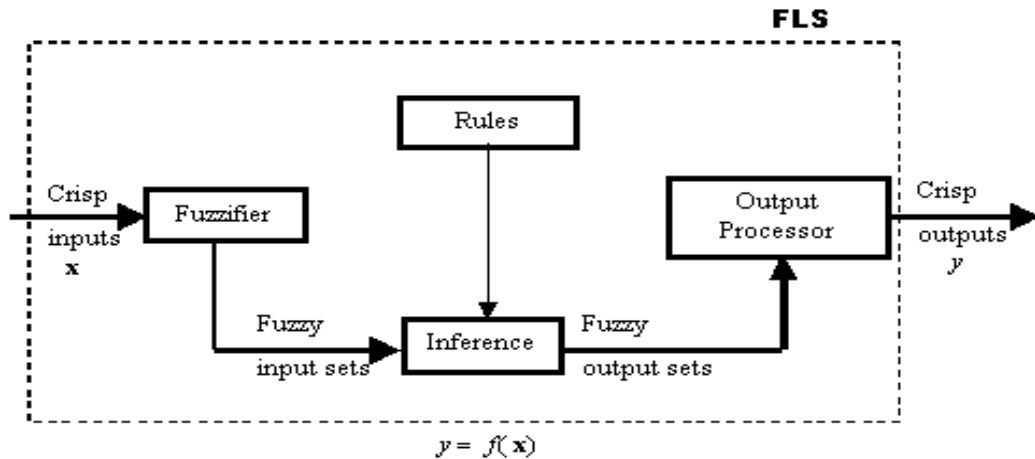 FLS
Rules
Crisp
inputs
x
Fuzzifier
Output
Processor
Crisp
outputs
y
Fuzzy
input sets
Inference
Fuzzy
output sets
y = f(x)